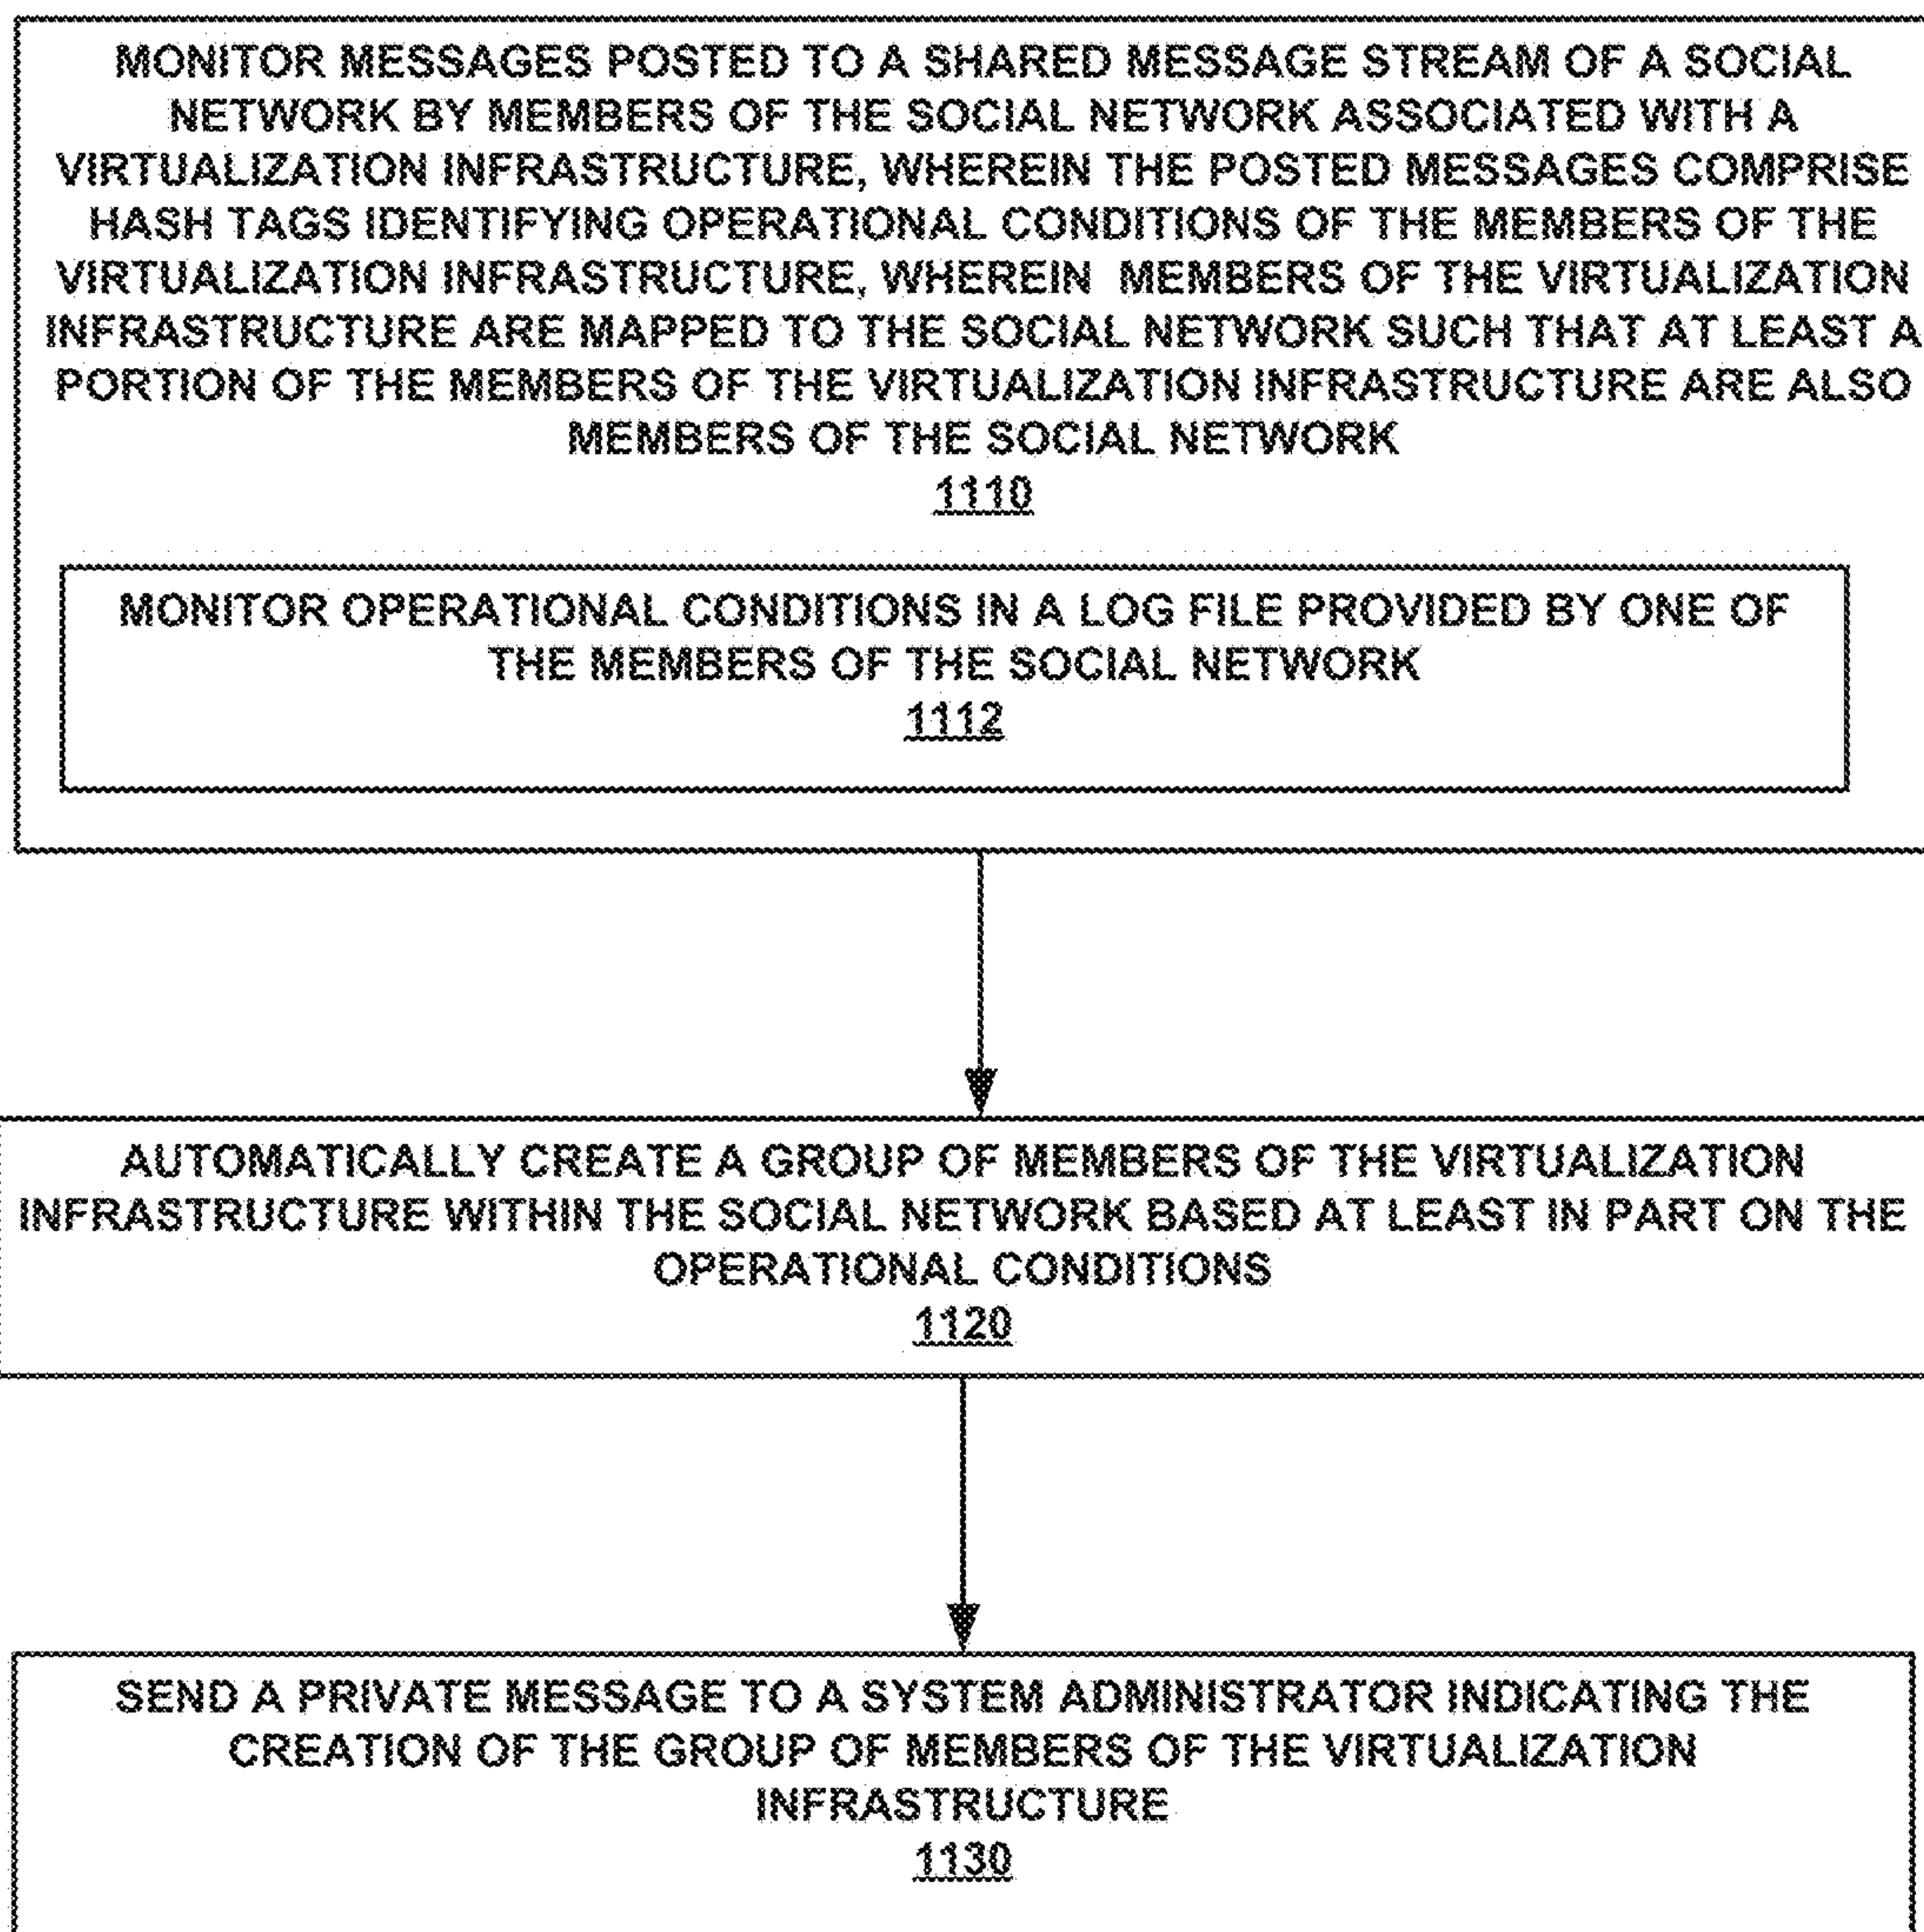 MONITOR MESSAGES POSTED TO A SHARED MESSAGE STREAM OF A SOCIAL
NETWORK BY MEMBERS OF THE SOCIAL NETWORK ASSOCIATED WITH A
VIRTUALIZATION INFRASTRUCTURE, WHEREIN THE POSTED MESSAGES COMPRISE
HASH TAGS IDENTIFYING OPERATIONAL CONDITIONS OF THE MEMBERS OF THE
VIRTUALIZATION INFRASTRUCTURE, WHEREIN MEMBERS OF THE VIRTUALIZATION
INFRASTRUCTURE ARE MAPPED TO THE SOCIAL NETWORK SUCH THAT AT LEAST A
PORTION OF THE MEMBERS OF THE VIRTUALIZATION INFRASTRUCTURE ARE ALSO
MEMBERS OF THE SOCIAL NETWORK
1110
MONITOR OPERATIONAL CONDITIONS IN A LOG FILE PROVIDED BY ONE OF
THE MEMBERS OF THE SOCIAL NETWORK
1112
AUTOMATICALLY CREATE A GROUP OF MEMBERS OF THE VIRTUALIZATION
INFRASTRUCTURE WITHIN THE SOCIAL NETWORK BASED AT LEAST IN PART ON THE
OPERATIONAL CONDITIONS
1120
SEND A PRIVATE MESSAGE TO A SYSTEM ADMINISTRATOR INDICATING THE
CREATION OF THE GROUP OF MEMBERS OF THE VIRTUALIZATION
INFRASTRUCTURE
1130